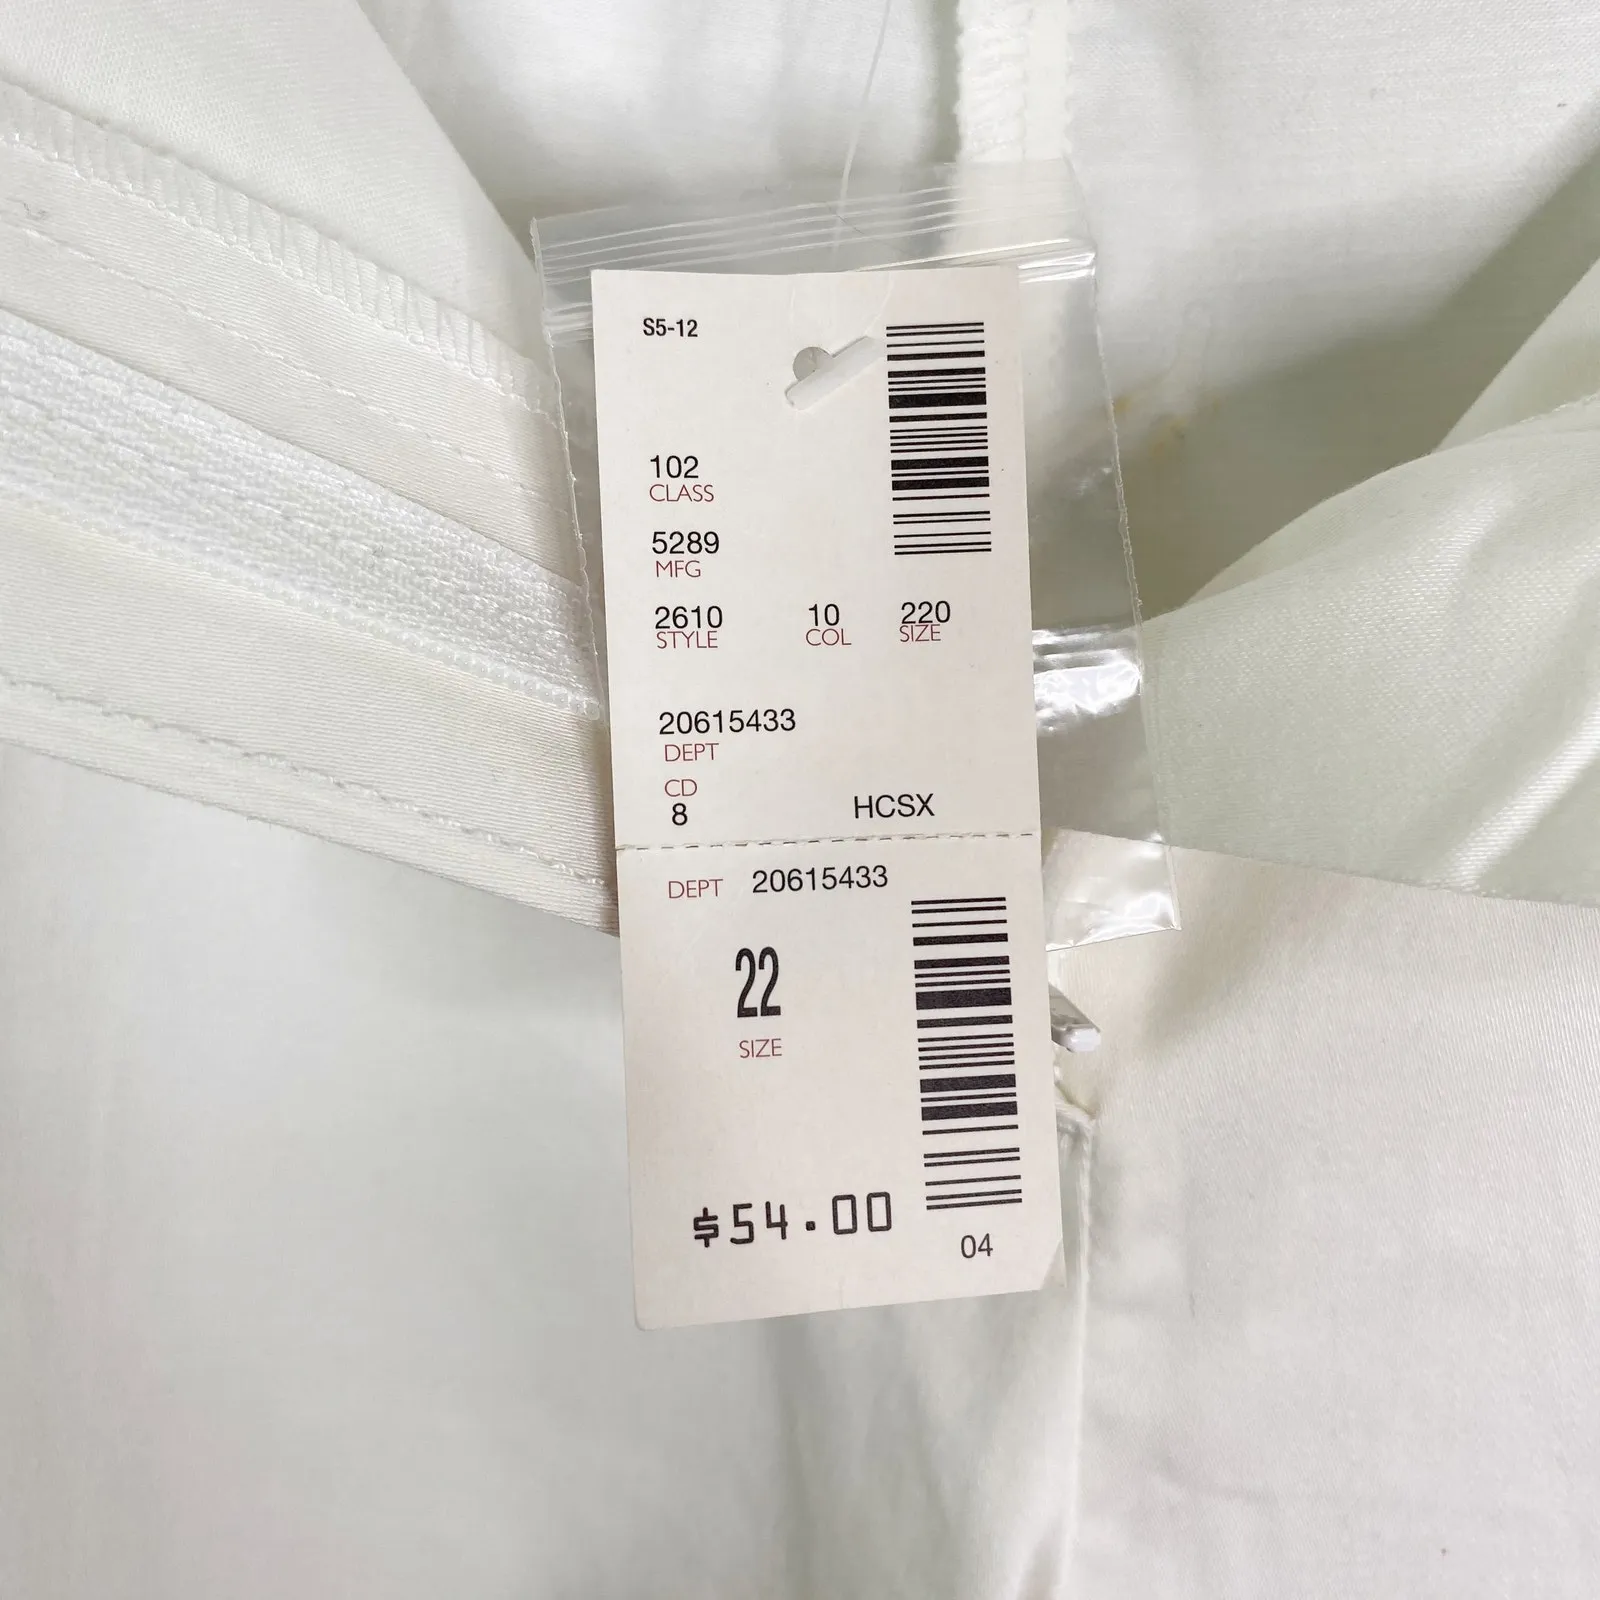 S5-12
102
CLASS
5289
MFG
2610 10 220
STYLE COL SIZE
20615433
DEPT
CD
8 HCSX
DEPT 20615433
22
SIZE
$54.00
04